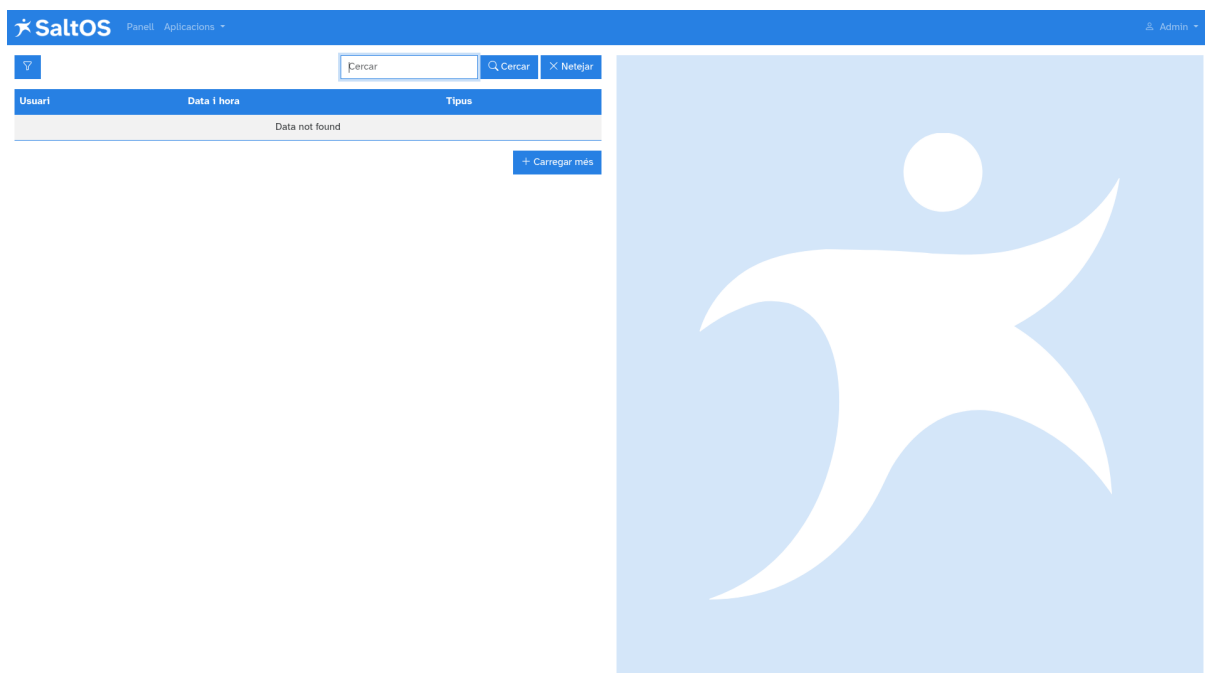 SaltOS Panell Aplicacions Admin
Cercar Cercar Netejar
Usuari Data i hora Tipus
Data not found
Carregar més